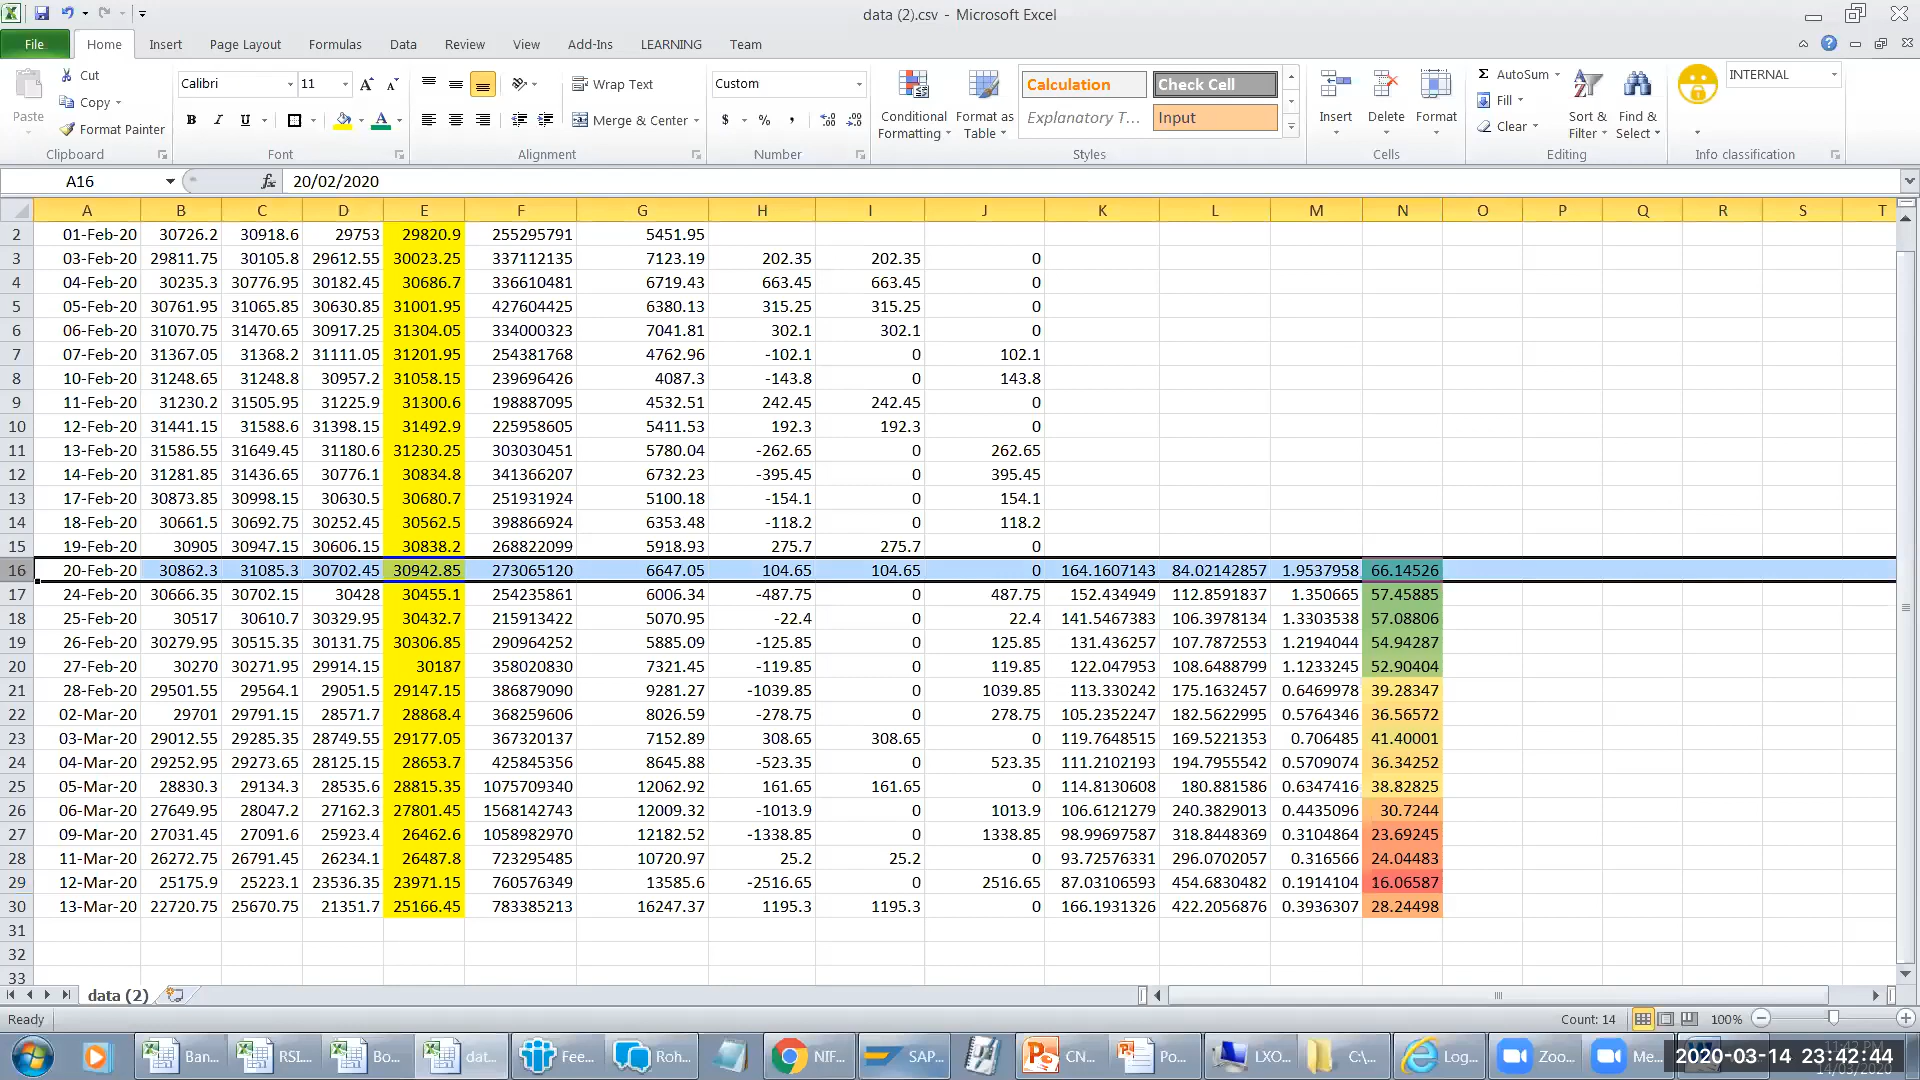 data (2).csv - Microsoft Excel
File Home Insert Page Layout Formulas Data Review View Add-Ins LEARNING Team
Paste Cut Copy Format Painter Clipboard
Calibri 11 B I U Font
Wrap Text Merge & Center Alignment
Custom $ % , Number
Conditional Formatting Format as Table Calculation Check Cell Explanatory T... Input Styles
Insert Delete Format Cells
AutoSum Fill Clear Sort & Filter Find & Select Editing
INTERNAL Info classification
A16 fx 20/02/2020
A B C D E F G H I J K L M N O P Q R S T
2 01-Feb-20 30726.2 30918.6 29753 29820.9 255295791 5451.95
3 03-Feb-20 29811.75 30105.8 29612.55 30023.25 337112135 7123.19 202.35 202.35 0
4 04-Feb-20 30235.3 30776.95 30182.45 30686.7 336610481 6719.43 663.45 663.45 0
5 05-Feb-20 30761.95 31065.85 30630.85 31001.95 427604425 6380.13 315.25 315.25 0
6 06-Feb-20 31070.75 31470.65 30917.25 31304.05 334000323 7041.81 302.1 302.1 0
7 07-Feb-20 31367.05 31368.2 31111.05 31201.95 254381768 4762.96 -102.1 0 102.1
8 10-Feb-20 31248.65 31248.8 30957.2 31058.15 239696426 4087.3 -143.8 0 143.8
9 11-Feb-20 31230.2 31505.95 31225.9 31300.6 198887095 4532.51 242.45 242.45 0
10 12-Feb-20 31441.15 31588.6 31398.15 31492.9 225958605 5411.53 192.3 192.3 0
11 13-Feb-20 31586.55 31649.45 31180.6 31230.25 303030451 5780.04 -262.65 0 262.65
12 14-Feb-20 31281.85 31436.65 30776.1 30834.8 341366207 6732.23 -395.45 0 395.45
13 17-Feb-20 30873.85 30998.15 30630.5 30680.7 251931924 5100.18 -154.1 0 154.1
14 18-Feb-20 30661.5 30692.75 30252.45 30562.5 398866924 6353.48 -118.2 0 118.2
15 19-Feb-20 30905 30947.15 30606.15 30838.2 268822099 5918.93 275.7 275.7 0
16 20-Feb-20 30862.3 31085.3 30702.45 30942.85 273065120 6647.05 104.65 104.65 0 164.1607143 84.02142857 1.9537958 66.14526
17 24-Feb-20 30666.35 30702.15 30428 30455.1 254235861 6006.34 -487.75 0 487.75 152.434949 112.8591837 1.350665 57.45885
18 25-Feb-20 30517 30610.7 30329.95 30432.7 215913422 5070.95 -22.4 0 22.4 141.5467383 106.3978134 1.3303538 57.08806
19 26-Feb-20 30279.95 30515.35 30131.75 30306.85 290964252 5885.09 -125.85 0 125.85 131.436257 107.7872553 1.2194044 54.94287
20 27-Feb-20 30270 30271.95 29914.15 30187 358020830 7321.45 -119.85 0 119.85 122.047953 108.6488799 1.1233245 52.90404
21 28-Feb-20 29501.55 29564.1 29051.5 29147.15 386879090 9281.27 -1039.85 0 1039.85 113.330242 175.1632457 0.6469978 39.28347
22 02-Mar-20 29701 29791.15 28571.7 28868.4 368259606 8026.59 -278.75 0 278.75 105.2352247 182.5622995 0.5764346 36.56572
23 03-Mar-20 29012.55 29285.35 28749.55 29177.05 367320137 7152.89 308.65 308.65 0 119.7648515 169.5221353 0.706485 41.40001
24 04-Mar-20 29252.95 29273.65 28125.15 28653.7 425845356 8645.88 -523.35 0 523.35 111.2102193 194.7955542 0.5709074 36.34252
25 05-Mar-20 28830.3 29134.3 28535.6 28815.35 1075709340 12062.92 161.65 161.65 0 114.8130608 180.881586 0.6347416 38.82825
26 06-Mar-20 27649.95 28047.2 27162.3 27801.45 1568142743 12009.32 -1013.9 0 1013.9 106.6121279 240.3829013 0.4435096 30.7244
27 09-Mar-20 27031.45 27091.6 25923.4 26462.6 1058982970 12182.52 -1338.85 0 1338.85 98.99697587 318.8448369 0.3104864 23.69245
28 11-Mar-20 26272.75 26791.45 26234.1 26487.8 723295485 10720.97 25.2 25.2 0 93.72576331 296.0702057 0.316566 24.04483
29 12-Mar-20 25175.9 25223.1 23536.35 23971.15 760576349 13585.6 -2516.65 0 2516.65 87.03106593 454.6830482 0.1914104 16.06587
30 13-Mar-20 22720.75 25670.75 21351.7 25166.45 783385213 16247.37 1195.3 1195.3 0 166.1931326 422.2056876 0.3936307 28.24498
31
32
33
data (2)
Ready Count: 14 100%
Ban... RSI... Bo... dat... Fee... Roh... NIF... SAP... CN... Po... LXO... C:\... Log... Zoo... Me...
2020-03-14 23:42:44
14/03/2020